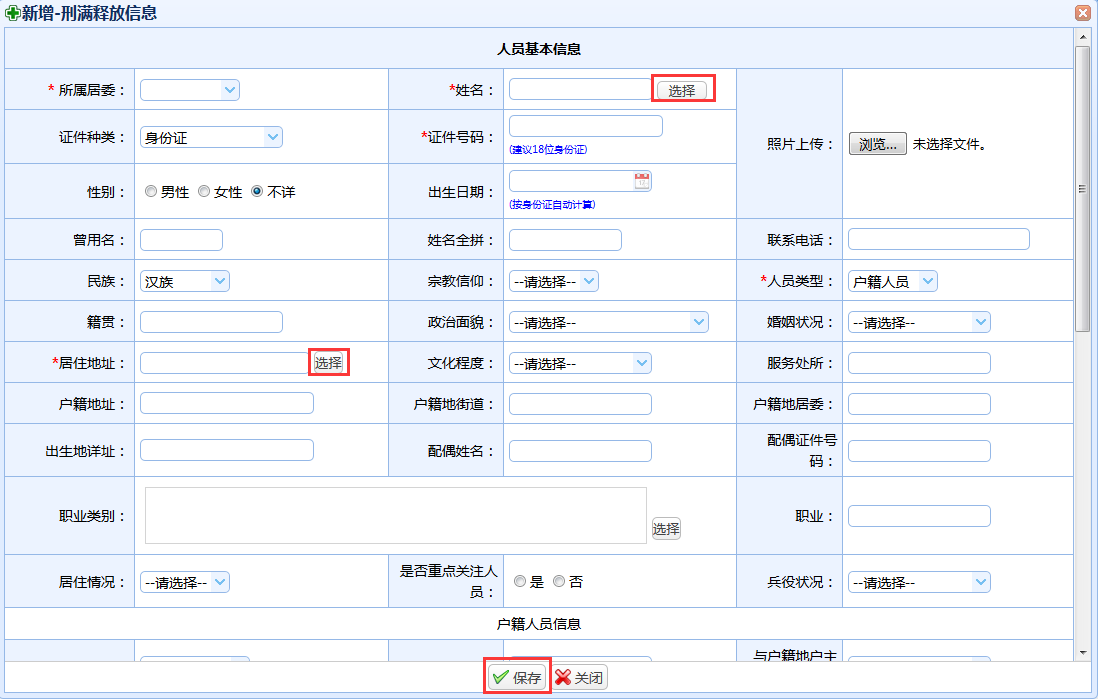 新增-刑满释放信息
人员基本信息
* 所属居委：
*姓名： 选择
照片上传： 浏览... 未选择文件。
证件种类： 身份证
*证件号码：
(建议18位身份证)
性别： 男性 女性 不详
出生日期：
(按身份证自动计算)
曾用名：
姓名全拼：
联系电话：
民族： 汉族
宗教信仰： --请选择--
*人员类型： 户籍人员
籍贯：
政治面貌： --请选择--
婚姻状况： --请选择--
*居住地址： 选择
文化程度： --请选择--
服务处所：
户籍地址：
户籍地街道：
户籍地居委：
出生地详址：
配偶姓名：
配偶证件号
码：
职业类别： 选择
职业：
居住情况： --请选择--
是否重点关注人
员： 是 否
兵役状况： --请选择--
户籍人员信息
与户籍地户主
保存 关闭